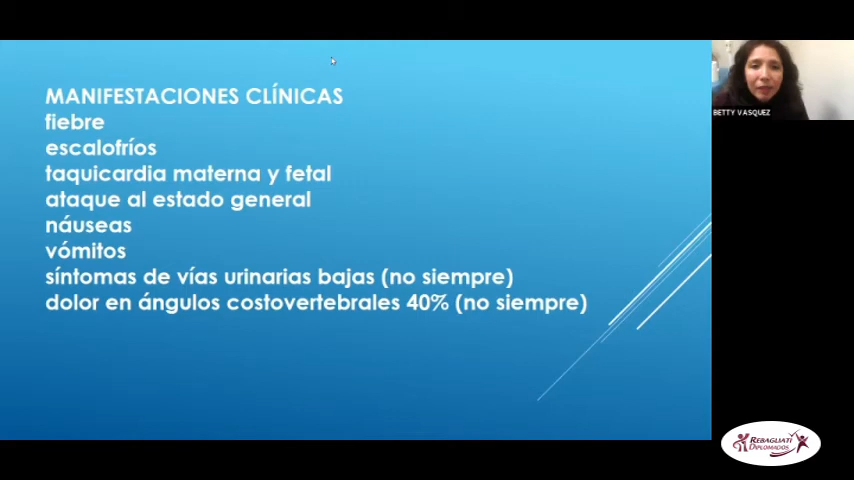 MANIFESTACIONES CLÍNICAS
fiebre
escalofríos
taquicardia materna y fetal
ataque al estado general
náuseas
vómitos
síntomas de vías urinarias bajas (no siempre)
dolor en ángulos costovertebrales 40% (no siempre)
BETTY VASQUEZ
REBAGLIATI
DIPLOMADOS